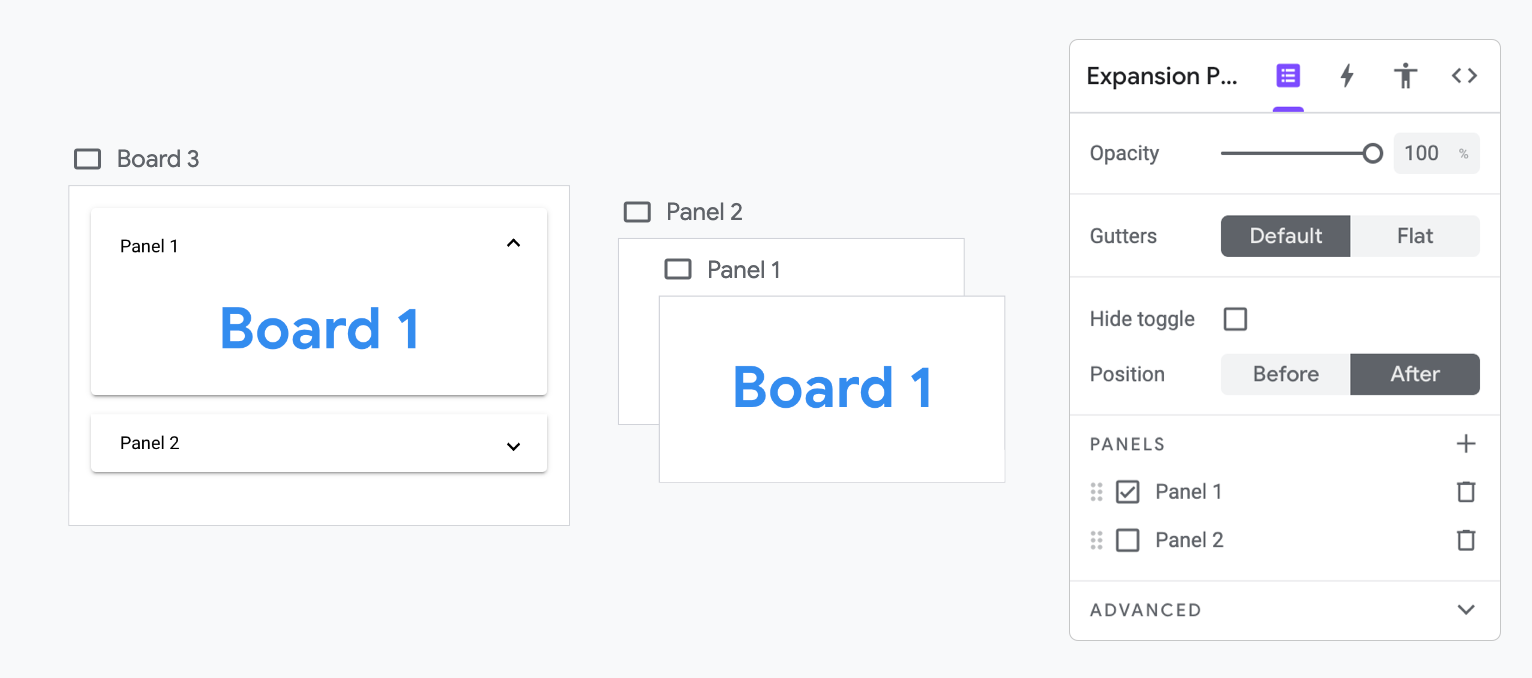 Board 3
Panel 1
Board 1
Panel 2
Panel 2
Panel 1
Board 1
Expansion P...
Opacity 100 %
Gutters Default Flat
Hide toggle
Position Before After
PANELS
Panel 1
Panel 2
ADVANCED